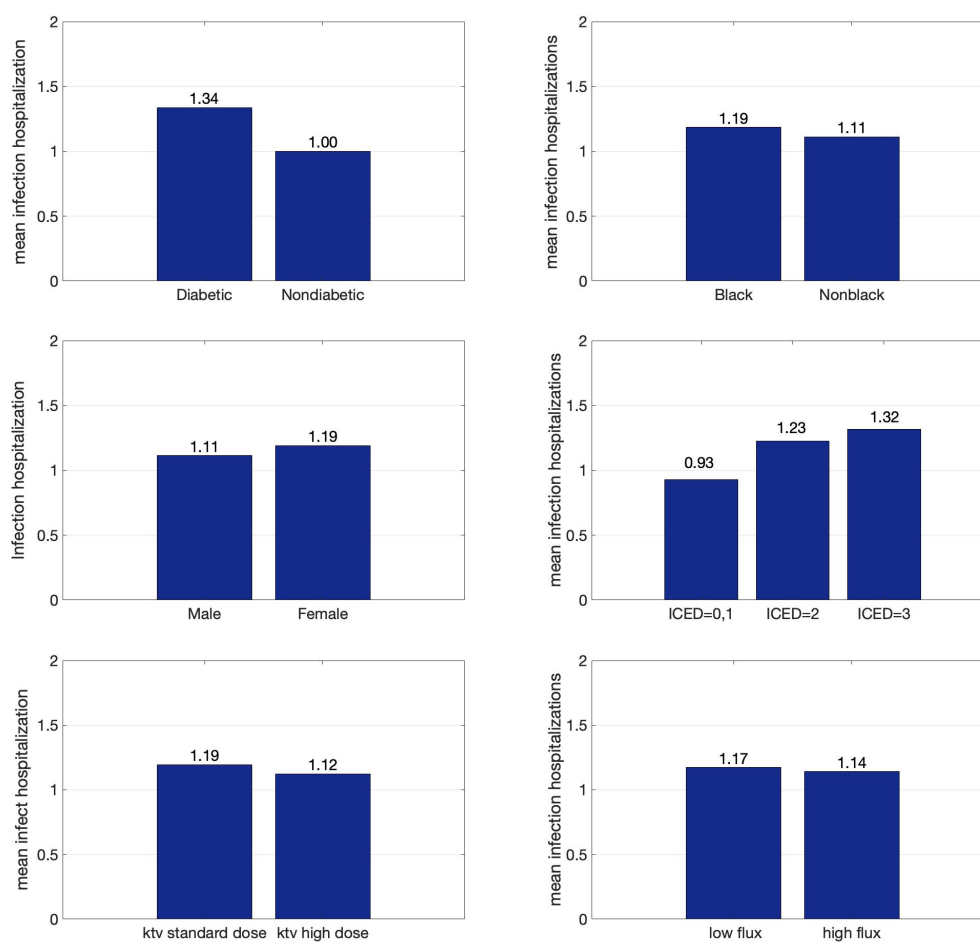 mean infection hospitalization
2
1.5
1
0.5
0
1.34
1.00
Diabetic
Nondiabetic
mean infection hospitalizations
2
1.5
1
0.5
0
1.19
1.11
Black
Nonblack
Infection hospitalization
2
1.5
1
0.5
0
1.11
1.19
Male
Female
mean infection hospitalizations
2
1.5
1
0.5
0
0.93
1.23
1.32
ICED=0,1
ICED=2
ICED=3
mean infect hospitalization
2
1.5
1
0.5
0
1.19
1.12
ktv standard dose
ktv high dose
mean infection hospitalizations
2
1.5
1
0.5
0
1.17
1.14
low flux
high flux